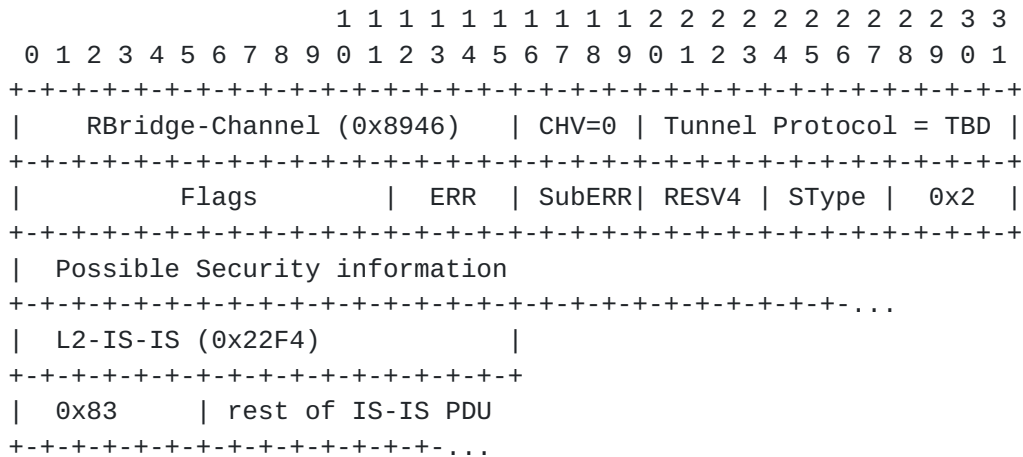 1 1 1 1 1 1 1 1 1 1 2 2 2 2 2 2 2 2 2 2 3 3
 0 1 2 3 4 5 6 7 8 9 0 1 2 3 4 5 6 7 8 9 0 1 2 3 4 5 6 7 8 9 0 1
+-+-+-+-+-+-+-+-+-+-+-+-+-+-+-+-+-+-+-+-+-+-+-+-+-+-+-+-+-+-+-+-+
|    RBridge-Channel (0x8946)   | CHV=0 | Tunnel Protocol = TBD |
+-+-+-+-+-+-+-+-+-+-+-+-+-+-+-+-+-+-+-+-+-+-+-+-+-+-+-+-+-+-+-+-+
|          Flags        |  ERR  | SubERR| RESV4 | SType |  0x2  |
+-+-+-+-+-+-+-+-+-+-+-+-+-+-+-+-+-+-+-+-+-+-+-+-+-+-+-+-+-+-+-+-+
|  Possible Security information
+-+-+-+-+-+-+-+-+-+-+-+-+-+-+-+-+-+-+-+-+-+-+-+-+-+-+-...
|  L2-IS-IS (0x22F4)            |
+-+-+-+-+-+-+-+-+-+-+-+-+-+-+-+-+
|  0x83     | rest of IS-IS PDU
+-+-+-+-+-+-+-+-+-+-+-+-+-+-...